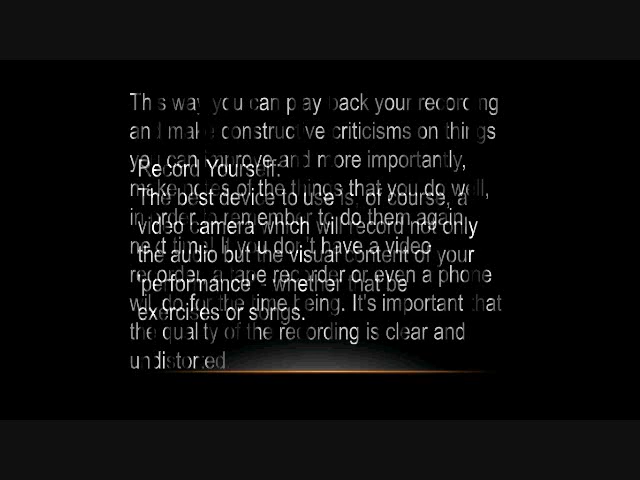 Record Yourself:
The best device to use is, of course, a
video camera which will record not only
the audio but the visual content of your
'performance' - whether that be
exercises or songs.
This way you can play back your recording
and make constructive criticisms on things
you can improve and more importantly,
make notes of the things that you do well,
in order to remember to do them again
next time! If you don't have a video
recorder, a tape recorder or even a phone
will do for the time being. It's important that
the quality of the recording is clear and
undistorted.